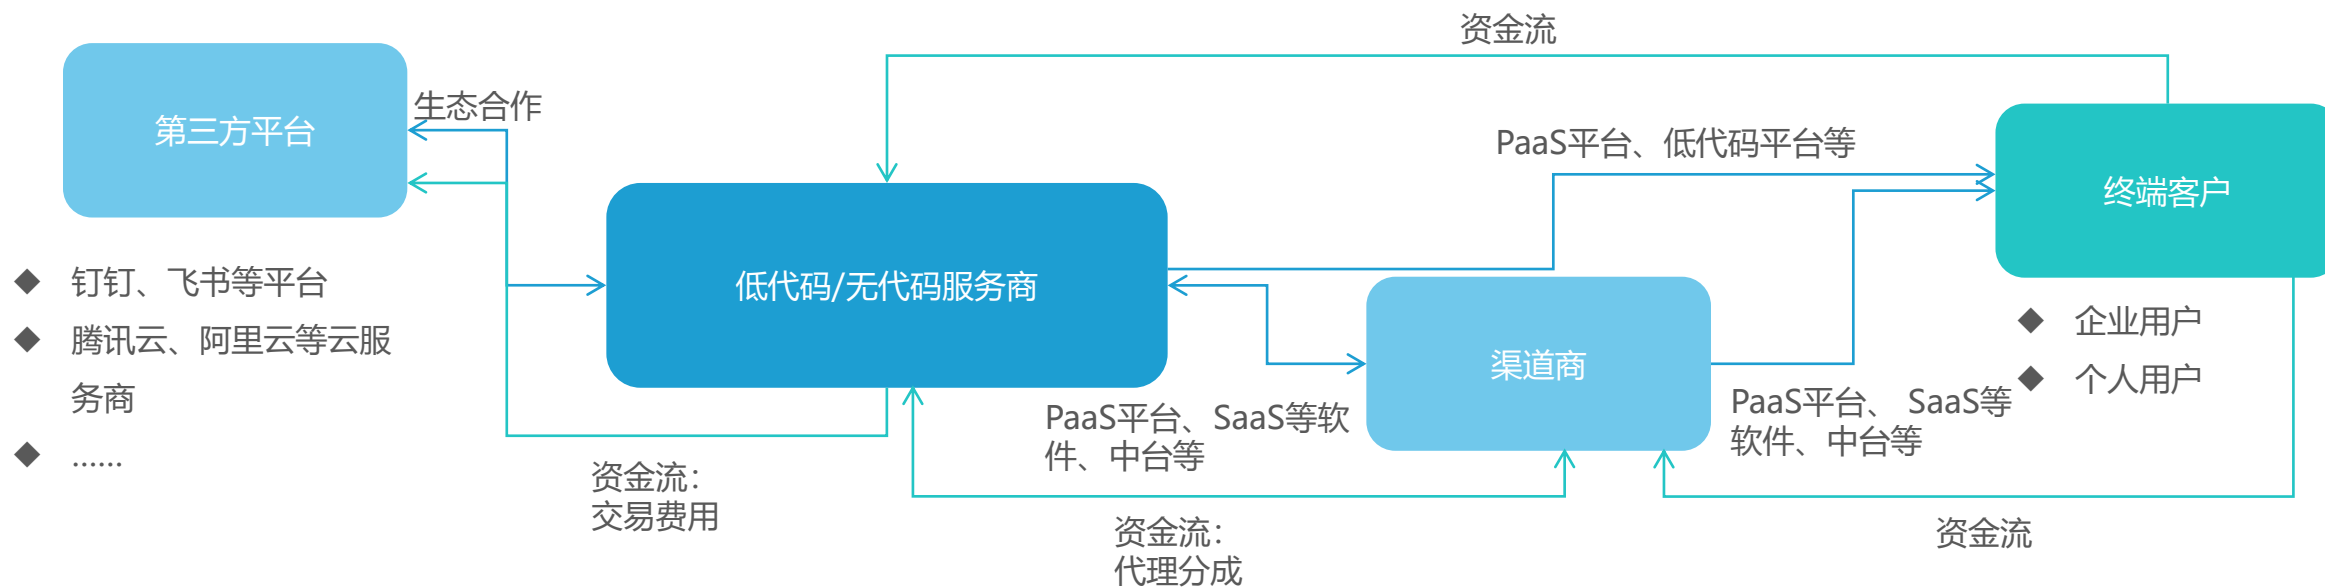 资金流
第三方平台
生态合作
PaaS平台、低代码平台等
终端客户
低代码/无代码服务商
◆ 钉钉、飞书等平台
◆ 腾讯云、阿里云等云服
务商
◆ ......
渠道商
◆ 企业用户
◆ 个人用户
PaaS平台、SaaS等软
件、中台等
PaaS平台、 SaaS等
软件、中台等
资金流：
交易费用
资金流：
代理分成
资金流